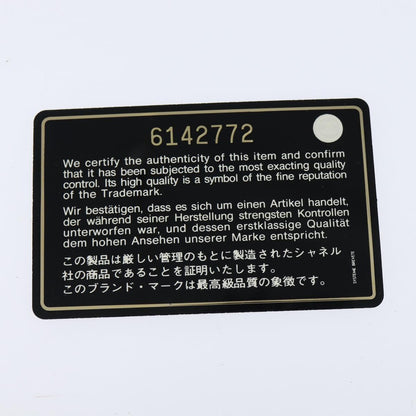 6142772
We certify the authenticity of this item and confirm
that it has been subjected to the most exacting quality
control. Its high quality is a symbol of the fine reputation
of the Trademark.
Wir bestätigen, dass es sich um einen Artikel handelt,
der während seiner Herstellung strengsten Kontrollen
unterworfen war, und dessen erstklassige Qualität
dem hohen Ansehen unserer Marke entspricht.
この製品は厳しい管理のもとに製造されたシャネル
社の商品であることを証明いたします。
このブランド・マークは最高級品質の象徴です。